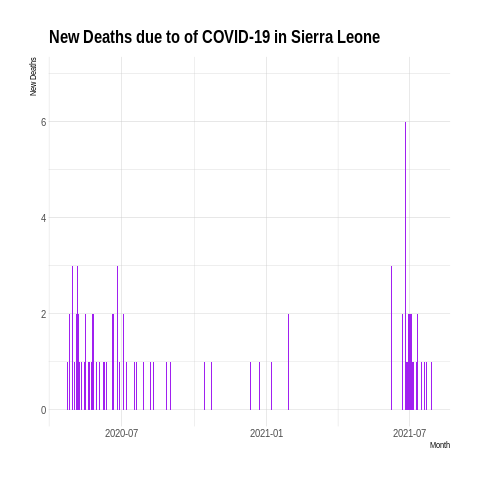 New Deaths due to of COVID-19 in Sierra Leone
New Deaths
6
4
2
0
2020-07
2021-01
2021-07
Month